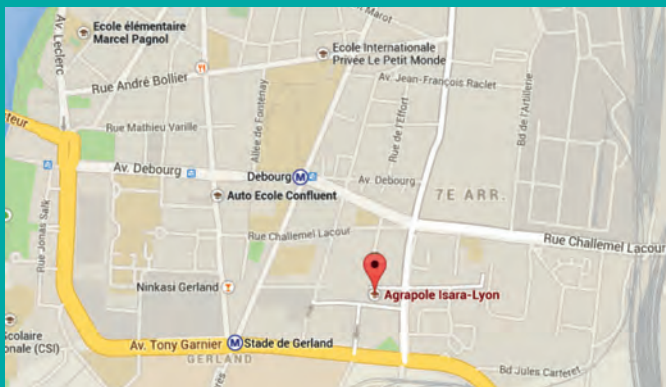 Ecole élémentaire
Marcel Pagnol
Av. Leclerc
Marot
Ecole Internationale
Privée Le Petit Monde
Rue André Bollier
Av. Jean-François Raclet
Rue de l'Effort
Bd de l'Artillerie
teur
Rue Mathieu Varille
Allée de Fontenay
Av. Debourg
Debourg M
Av. Debourg
Auto Ecole Confluent
7E ARR.
Rue Jonas Salk
Rue Challemel Lacour
Rue Challemel Lacour
Ninkasi Gerland
Agrapole Isara-Lyon
Scolaire
onale (CSI)
Av. Tony Garnier
M Stade de Gerland
GERLAND
Bd Jules Carteret